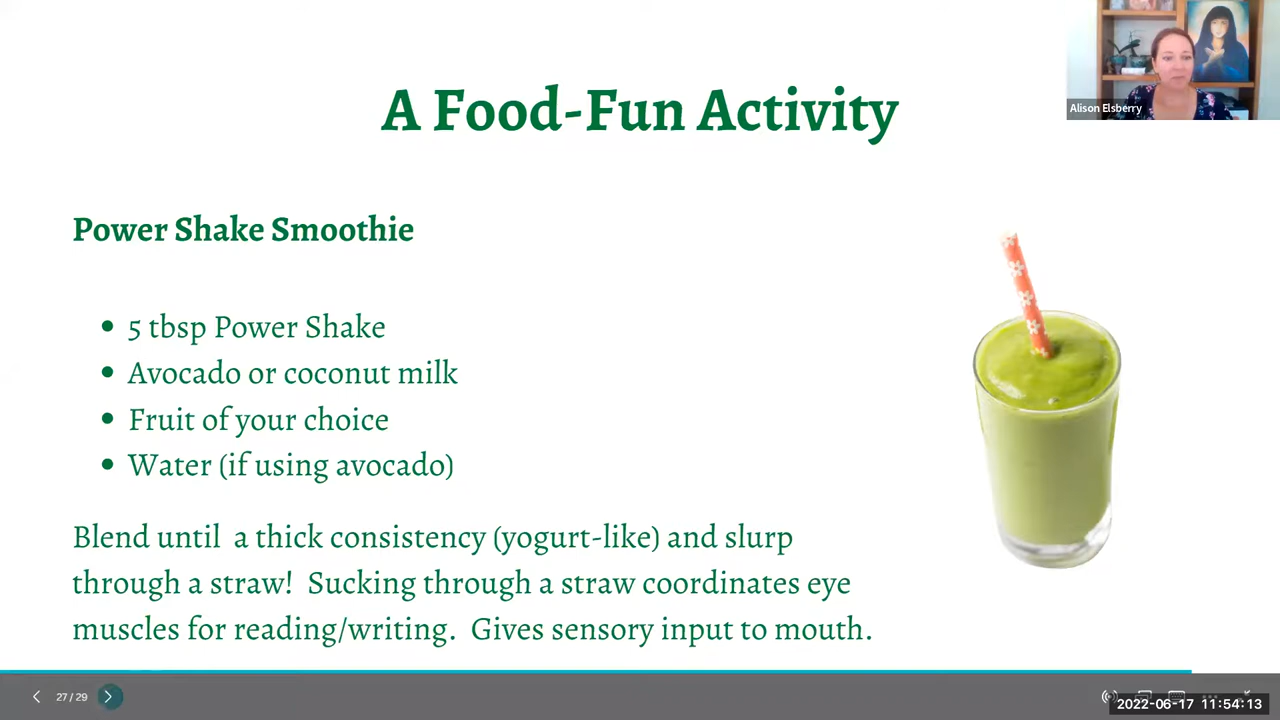 A Food-Fun Activity
Alison Elsberry
Power Shake Smoothie
5 tbsp Power Shake
Avocado or coconut milk
Fruit of your choice
Water (if using avocado)
Blend until a thick consistency (yogurt-like) and slurp
through a straw! Sucking through a straw coordinates eye
muscles for reading/writing. Gives sensory input to mouth.
27 / 29
2022-06-17 11:54:13